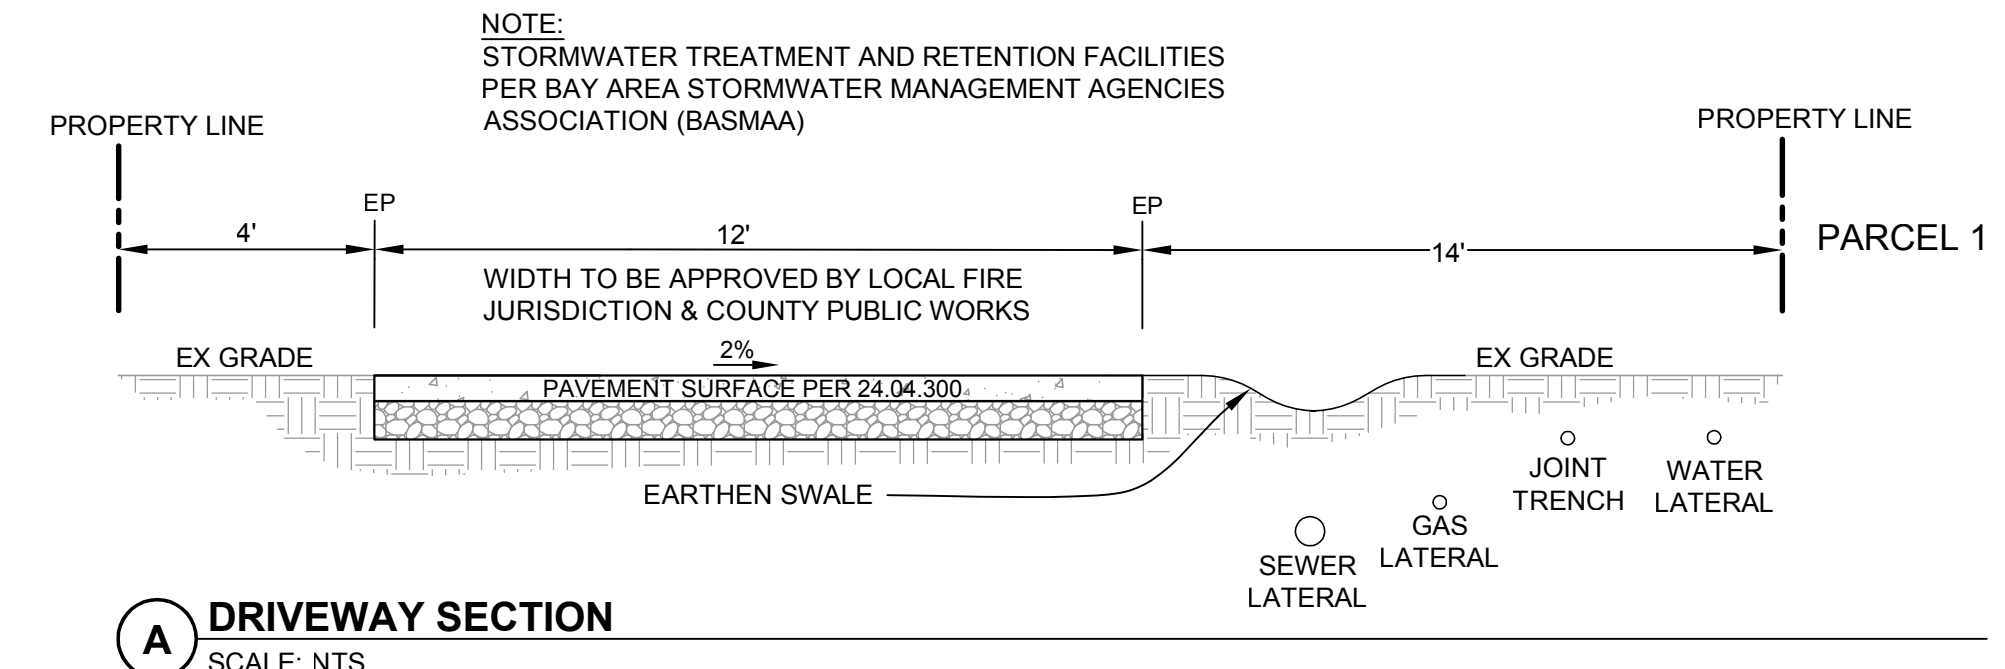 NOTE:
STORMWATER TREATMENT AND RETENTION FACILITIES
PER BAY AREA STORMWATER MANAGEMENT AGENCIES
ASSOCIATION (BASMAA)
PROPERTY LINE
PROPERTY LINE
EP
EP
4'
12'
14'
PARCEL 1
WIDTH TO BE APPROVED BY LOCAL FIRE
JURISDICTION & COUNTY PUBLIC WORKS
EX GRADE
2%
EX GRADE
PAVEMENT SURFACE PER 24.04.300
EARTHEN SWALE
JOINT
TRENCH
WATER
LATERAL
GAS
LATERAL
SEWER
LATERAL
A
DRIVEWAY SECTION
SCALE: NTS